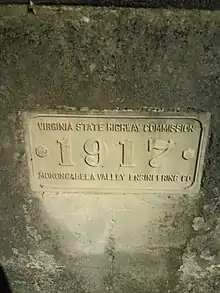 VIRGINIA STATE HIGHWAY COMMISSION
1917
MONONGAHELA VALLEY ENGINEERING CO